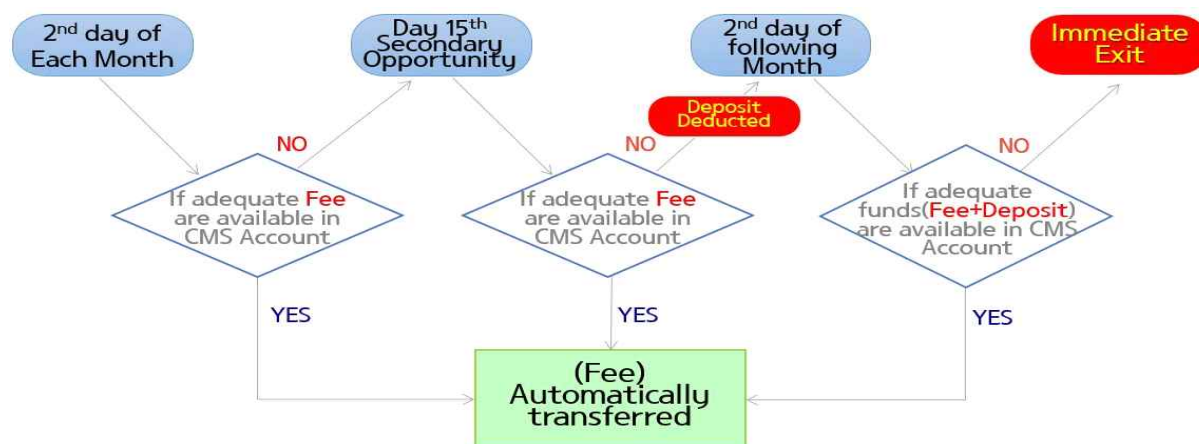 2nd day of
Each Month
Day 15th
Secondary
Opportunity
2nd day of
following
Month
Immediate
Exit
Deposit
Deducted
NO
NO
NO
If adequate Fee
are available in
CMS Account
If adequate Fee
are available in
CMS Account
If adequate
funds(Fee+Deposit)
are available in CMS
Account
YES
YES
YES
(Fee)
Automatically
transferred